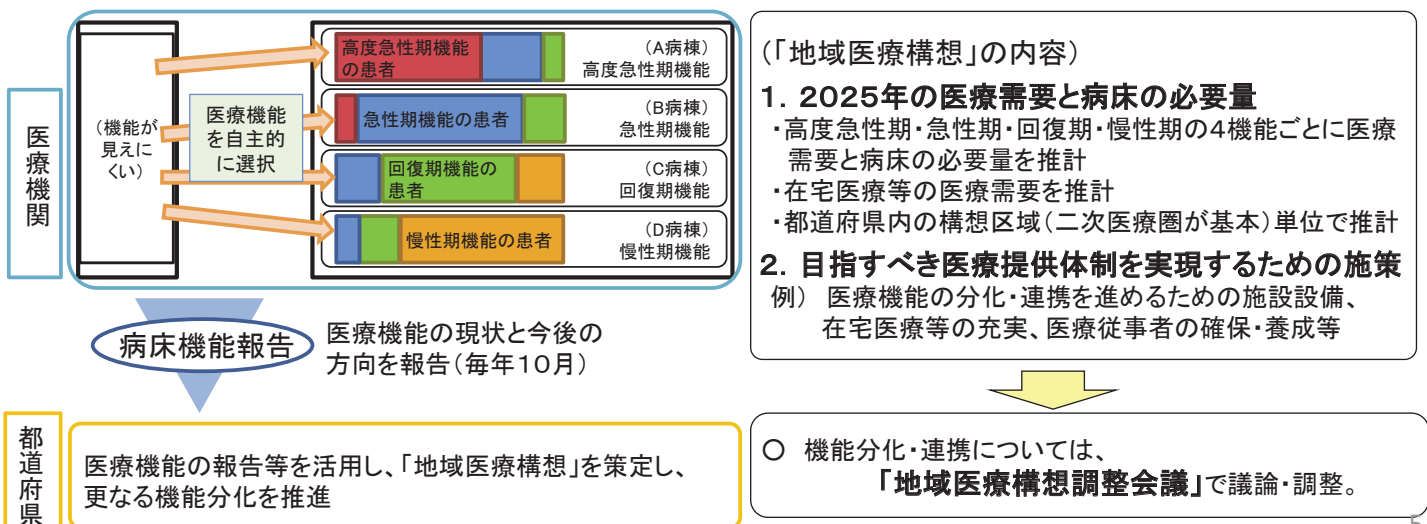 医療機関
(機能が
見えに
くい)
医療機能
を自主的
に選択
高度急性期機能
の患者
(A病棟)
高度急性期機能
急性期機能の患者
(B病棟)
急性期機能
回復期機能の
患者
(C病棟)
回復期機能
慢性期機能の患者
(D病棟)
慢性期機能
病床機能報告
医療機能の現状と今後の
方向を報告(毎年10月)
都道府県
医療機能の報告等を活用し、「地域医療構想」を策定し、
更なる機能分化を推進
(「地域医療構想」の内容)
1.2025年の医療需要と病床の必要量
・高度急性期・急性期・回復期・慢性期の4機能ごとに医療
需要と病床の必要量を推計
・在宅医療等の医療需要を推計
・都道府県内の構想区域(二次医療圏が基本)単位で推計
2.目指すべき医療提供体制を実現するための施策
例) 医療機能の分化・連携を進めるための施設設備、
在宅医療等の充実、医療従事者の確保・養成等
○ 機能分化・連携については、
「地域医療構想調整会議」で議論・調整。